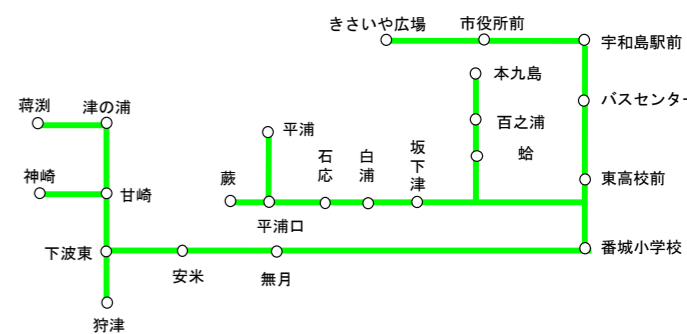 きさいや広場
市役所前
宇和島駅前
本九島
バスセンター
蒋渕
津の浦
百之浦
平浦
蛤
坂下津
白浦
石応
蕨
神崎
甘崎
東高校前
平浦口
番城小学校
下波東
安米
無月
狩津